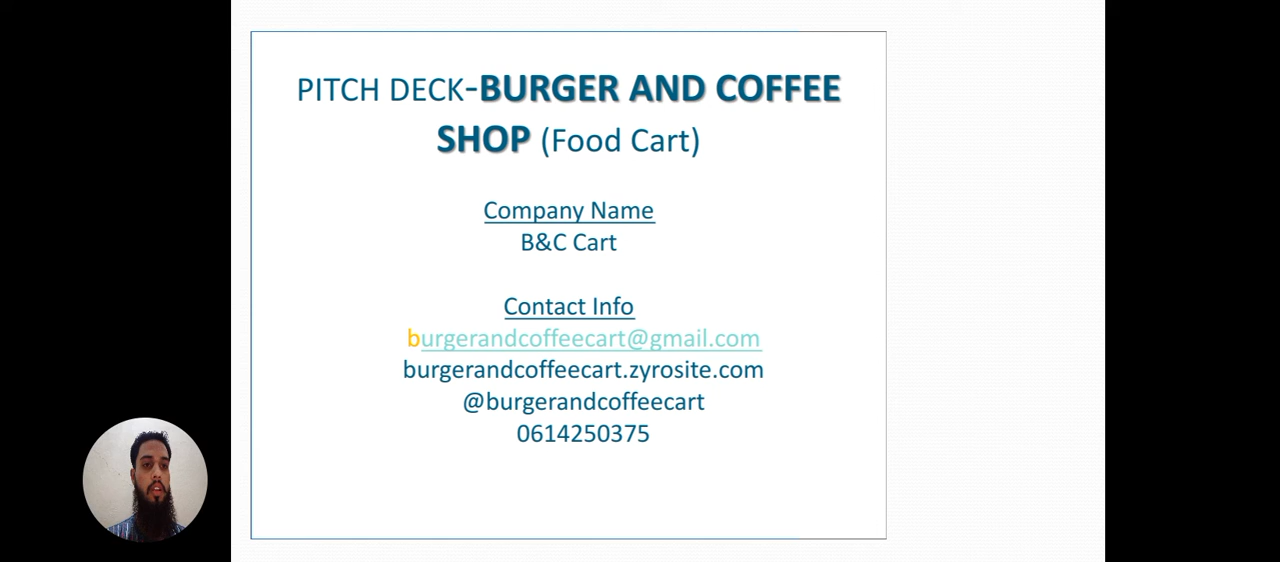 PITCH DECK-BURGER AND COFFEE
SHOP (Food Cart)
Company Name
B&C Cart
Contact Info
burgerandcoffeecart@gmail.com
burgerandcoffeecart.zyrosite.com
@burgerandcoffeecart
0614250375